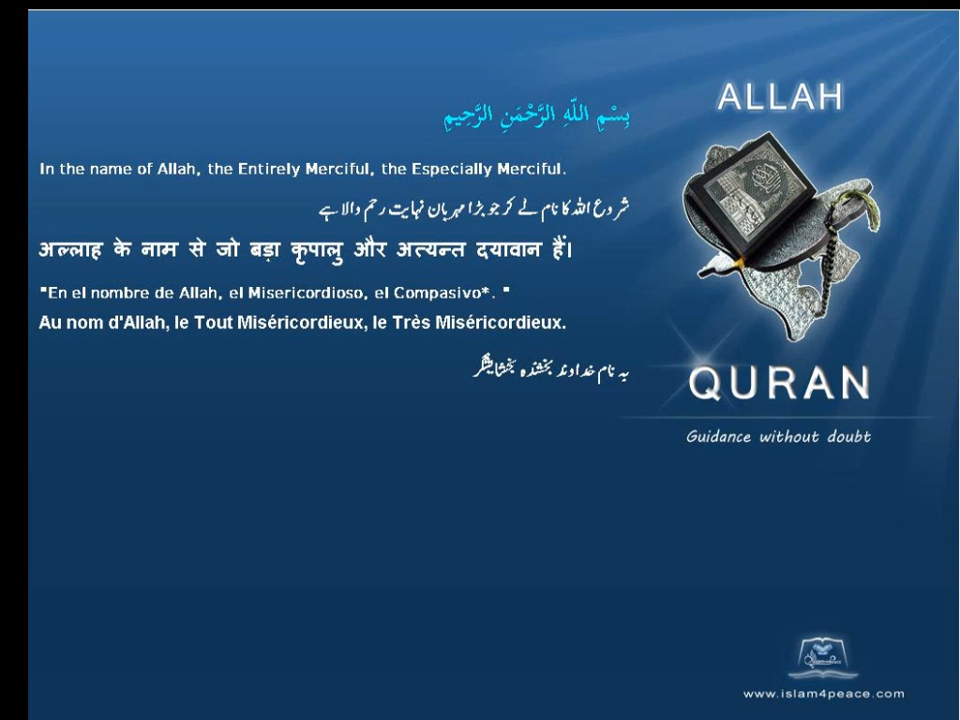 بِسْمِ اللَّهِ الرَّحْمَنِ الرَّحِيمِ
In the name of Allah, the Entirely Merciful, the Especially Merciful.
شروع اللہ کا نام لے کر جو بڑا مہربان نہایت رحم والا ہے
अल्लाह के नाम से जो बड़ा कृपालु और अत्यन्त दयावान हैं।
"En el nombre de Allah, el Misericordioso, el Compasivo*. "
Au nom d'Allah, le Tout Miséricordieux, le Très Miséricordieux.
به نام خداوند بخشنده بخشایشگر
ALLAH
QURAN
Guidance without doubt
www.islam4peace.com